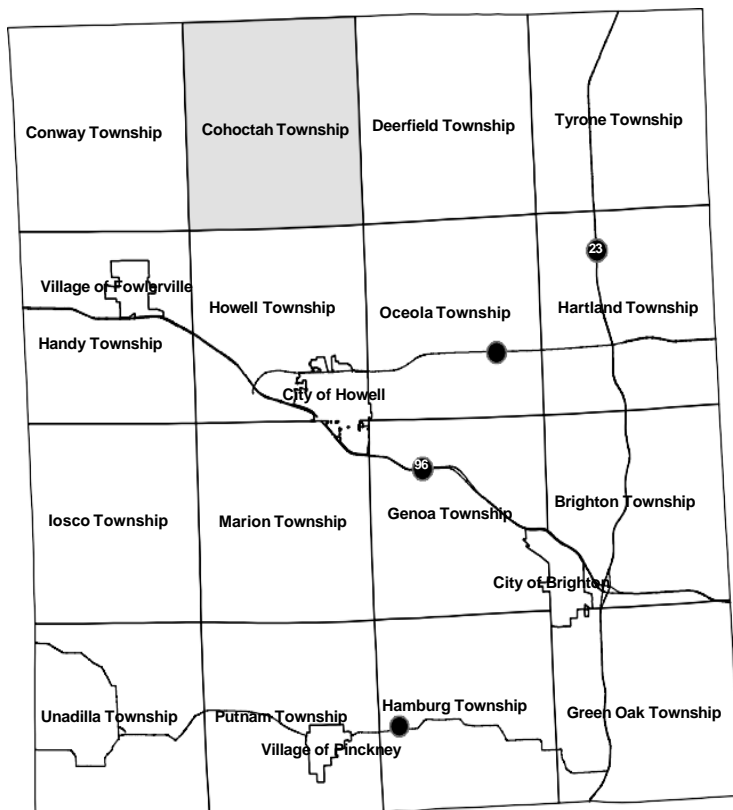 Conway Township
Cohoctah Township
Deerfield Township
Tyrone Township
23
Village of Fowlerville
Howell Township
Oceola Township
Hartland Township
Handy Township
City of Howell
96
Iosco Township
Marion Township
Genoa Township
Brighton Township
City of Brighton
Unadilla Township
Putnam Township
Hamburg Township
Green Oak Township
Village of Pinckney